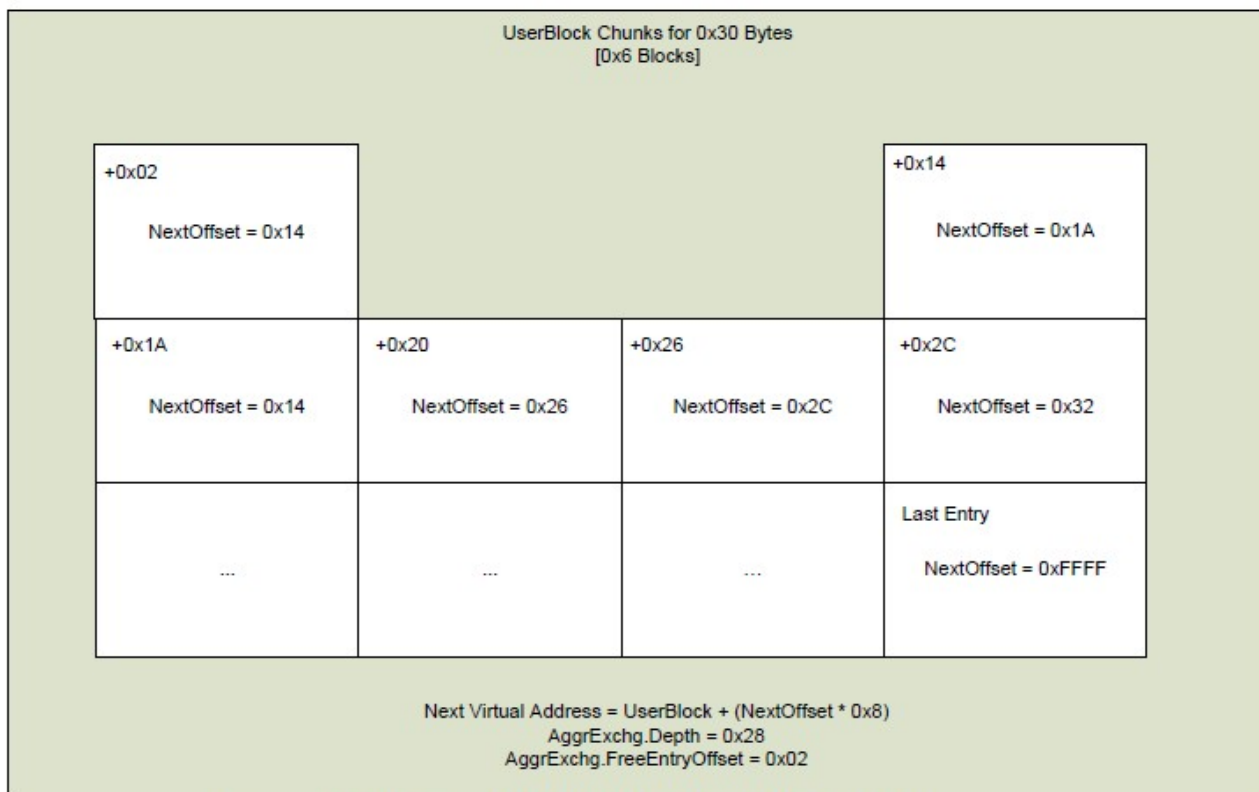 UserBlock Chunks for 0x30 Bytes
[0x6 Blocks]
+0x02
NextOffset = 0x14
+0x14
NextOffset = 0x1A
+0x1A
NextOffset = 0x14
+0x20
NextOffset = 0x26
+0x26
NextOffset = 0x2C
+0x2C
NextOffset = 0x32
...
...
...
Last Entry
NextOffset = 0xFFFF
Next Virtual Address = UserBlock + (NextOffset * 0x8)
AggrExchg.Depth = 0x28
AggrExchg.FreeEntryOffset = 0x02